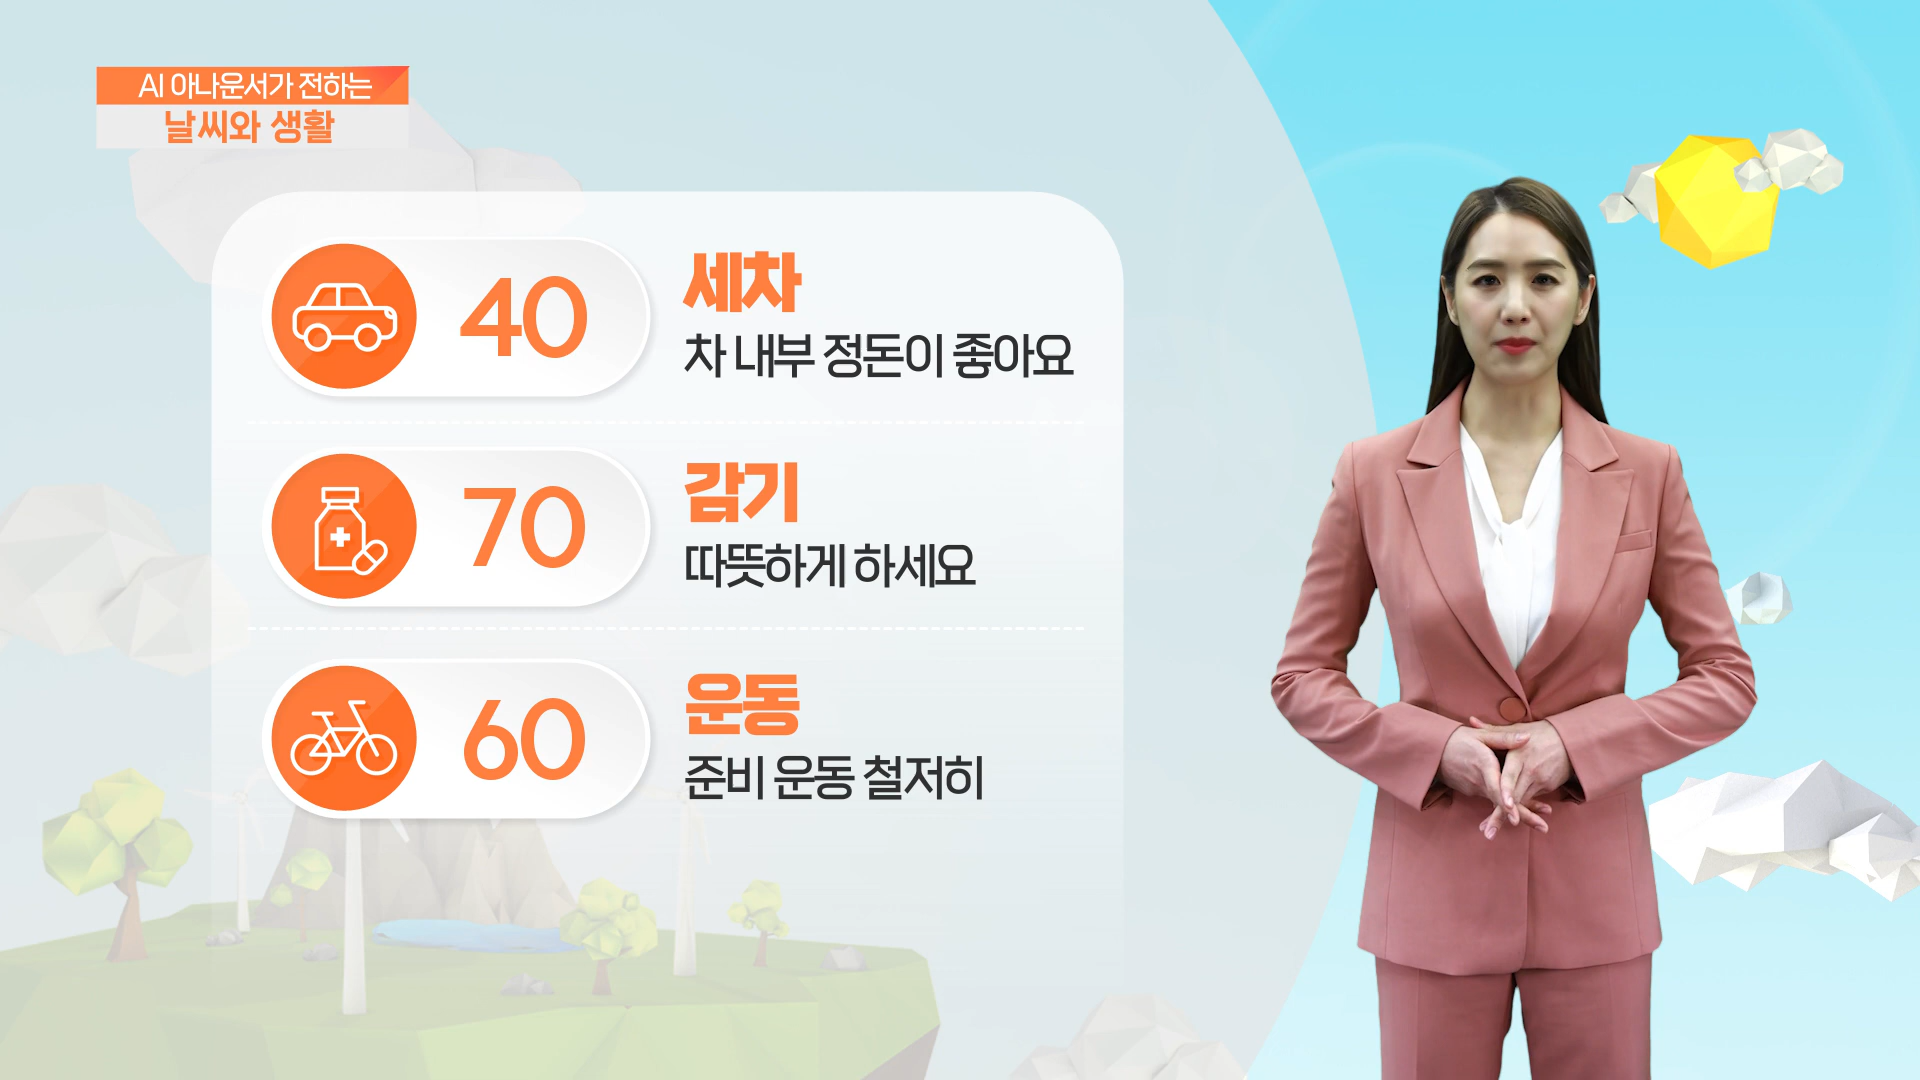 AI 아나운서가 전하는
날씨와 생활
40
세차
차 내부 정돈이 좋아요
70
감기
따뜻하게 하세요
60
운동
준비 운동 철저히